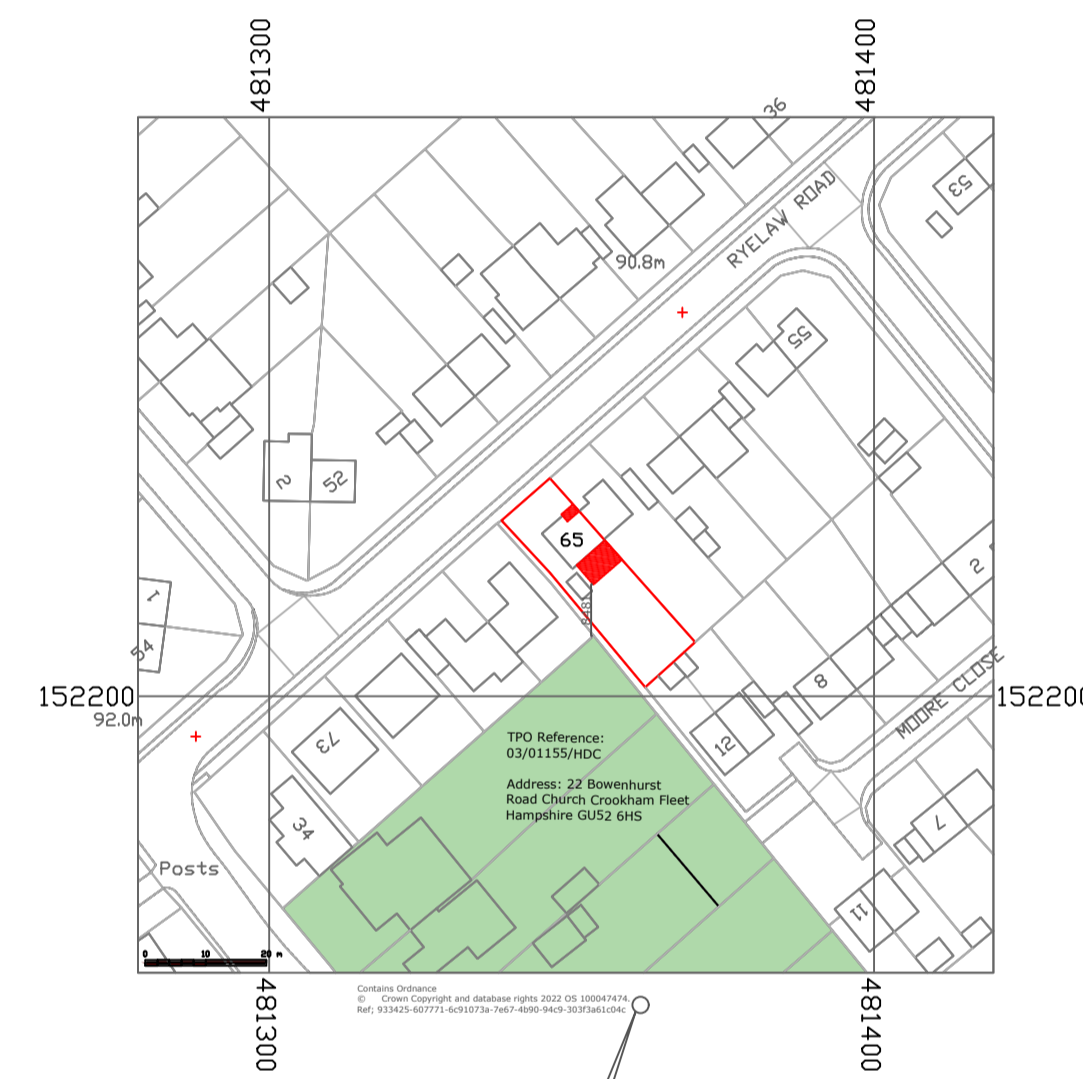 481300
481400
36
53
RYELAW ROAD
90.8m
55
2
52
65
1
54
848
2
8
MOORE CLOSE
152200
152200
92.0m
73
12
TPO Reference:
03/01155/HDC
Address: 22 Bowenhurst
Road Church Crookham Fleet
Hampshire GU52 6HS
34
7
Posts
11
0 10 20 m
Contains Ordnance
© Crown Copyright and database rights 2022 OS 100047474.
Ref; 933425-607771-6c91073a-7e67-4b90-94c9-303f3a61c04c
481300
481400